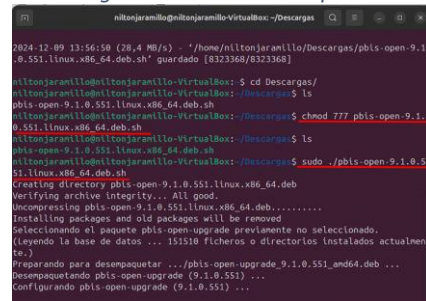 niltonjaramillo@niltonjaramillo-VirtualBox: ~/Descargas
2024-12-09 13:56:50 (28,4 MB/s) - ‘/home/niltonjaramillo/Descargas/pbis-open-9.1
.0.551.linux.x86_64.deb.sh’ guardado [8323368/8323368]
niltonjaramillo@niltonjaramillo-VirtualBox:~$ cd Descargas/
niltonjaramillo@niltonjaramillo-VirtualBox:~/Descargas$ ls
pbis-open-9.1.0.551.linux.x86_64.deb.sh
niltonjaramillo@niltonjaramillo-VirtualBox:~/Descargas$ chmod 777 pbis-open-9.1.
0.551.linux.x86_64.deb.sh
niltonjaramillo@niltonjaramillo-VirtualBox:~/Descargas$ ls
pbis-open-9.1.0.551.linux.x86_64.deb.sh
niltonjaramillo@niltonjaramillo-VirtualBox:~/Descargas$ sudo ./pbis-open-9.1.0.5
51.linux.x86_64.deb.sh
Creating directory pbis-open-9.1.0.551.linux.x86_64.deb
Verifying archive integrity... All good.
Uncompressing pbis-open-9.1.0.551.linux.x86_64.deb..........
Installing packages and old packages will be removed
Seleccionando el paquete pbis-open-upgrade previamente no seleccionado.
(Leyendo la base de datos ... 151510 ficheros o directorios instalados actualmen
te.)
Preparando para desempaquetar .../pbis-open-upgrade_9.1.0.551_amd64.deb ...
Desempaquetando pbis-open-upgrade (9.1.0.551) ...
Configurando pbis-open-upgrade (9.1.0.551) ...